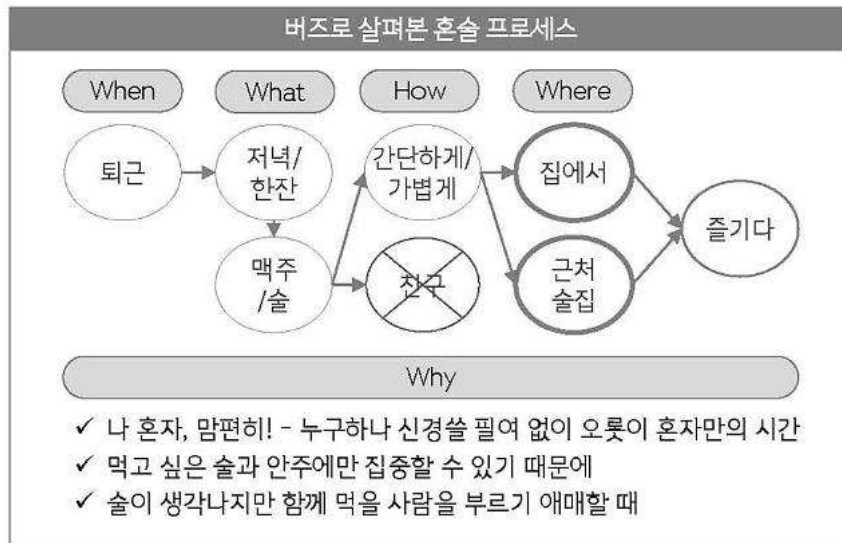 버즈로 살펴본 혼술 프로세스
When
What
How
Where
퇴근
저녁/
한잔
맥주
/술
간단하게/
가볍게
친구
집에서
근처
술집
즐기다
Why
✓ 나 혼자, 맘편히! - 누구하나 신경쓸 필여 없이 오롯이 혼자만의 시간
✓ 먹고 싶은 술과 안주에만 집중할 수 있기 때문에
✓ 술이 생각나지만 함께 먹을 사람을 부르기 애매할 때